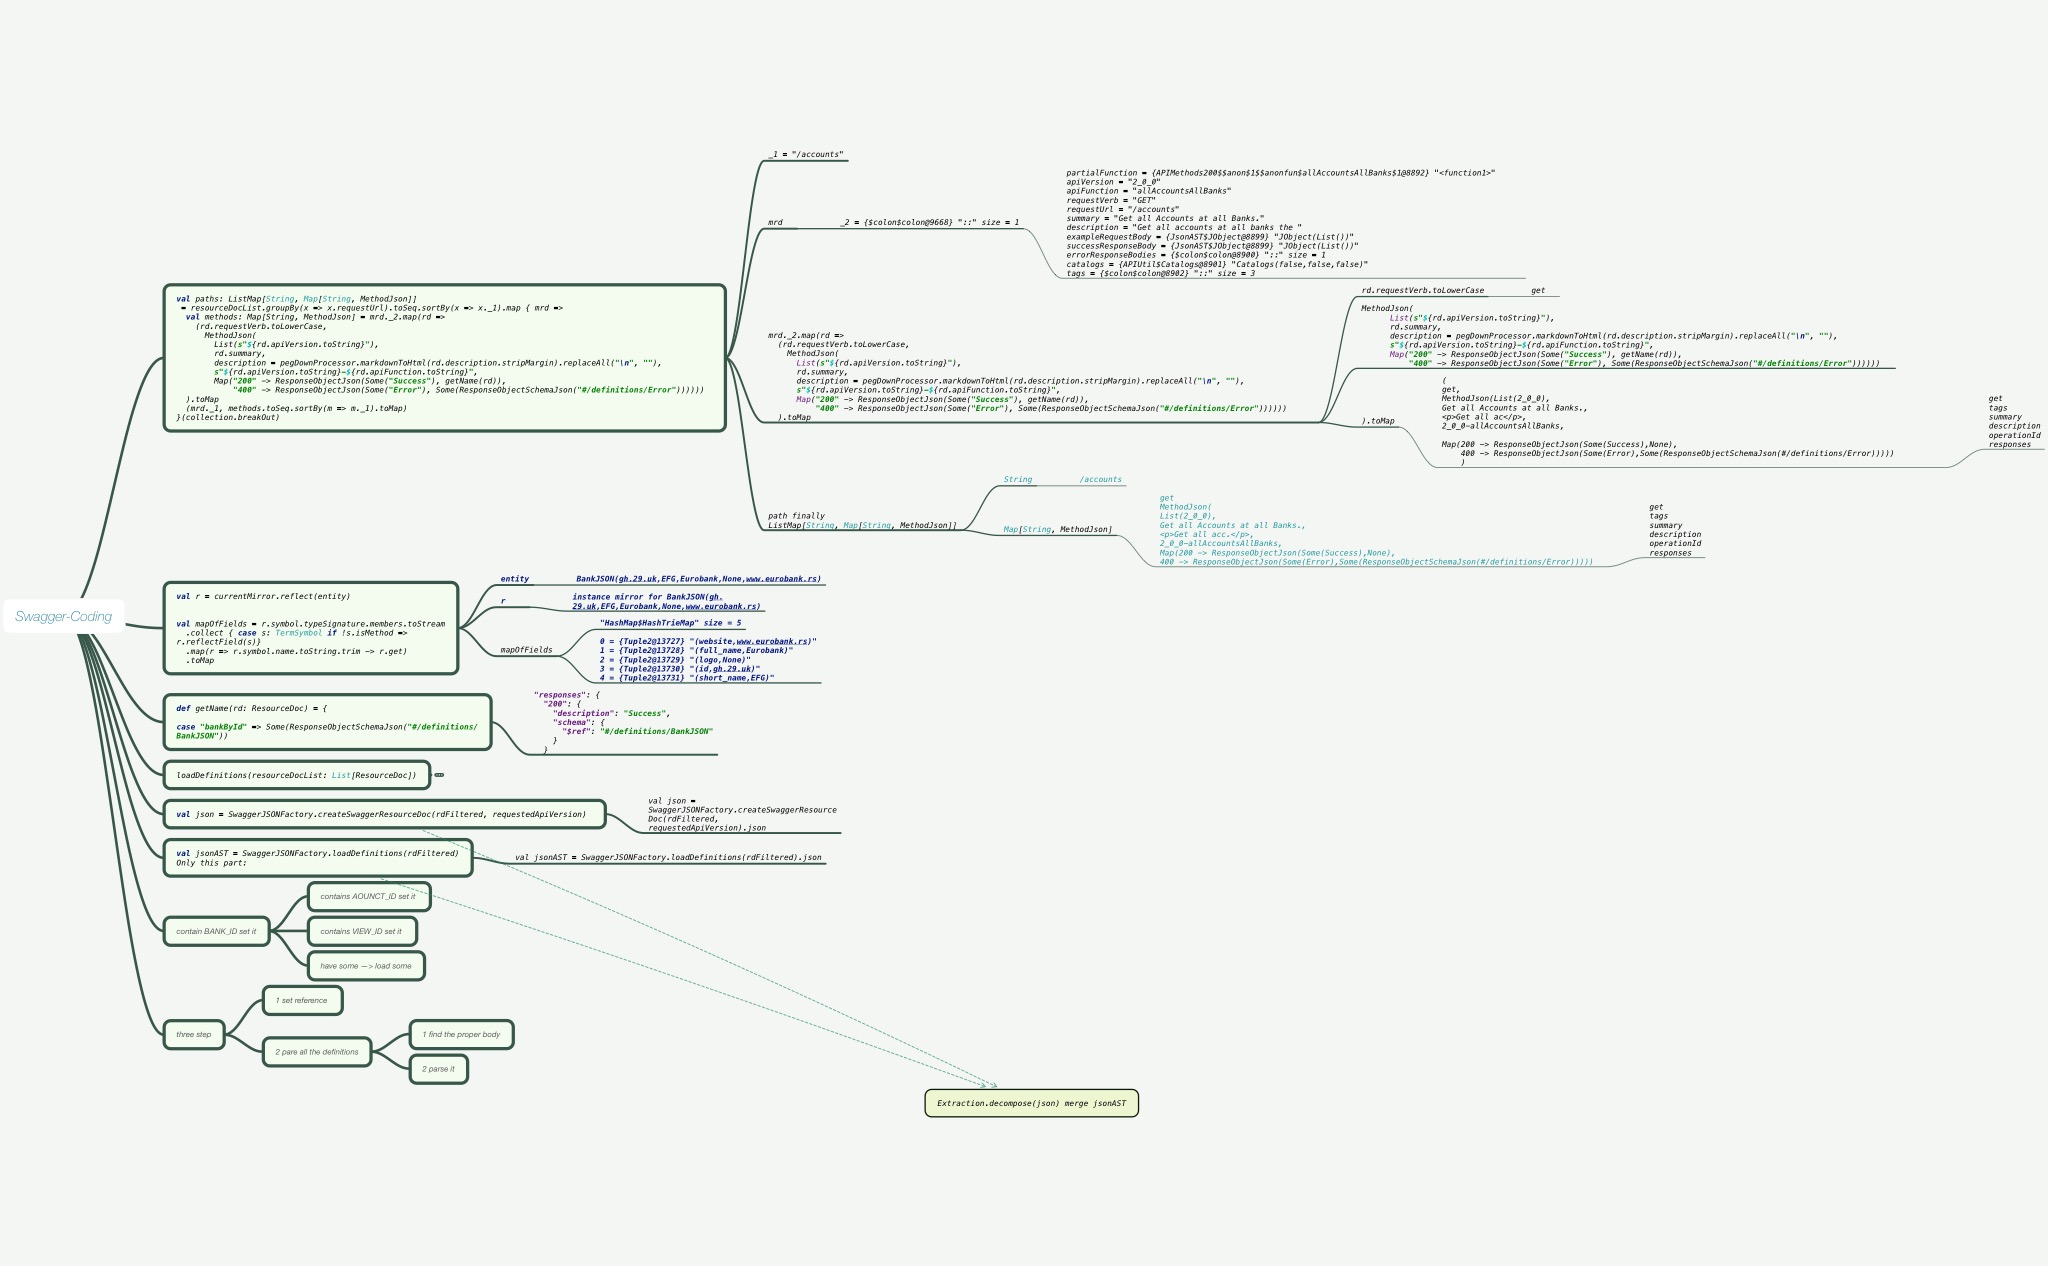 Swagger-Coding
val paths: ListMap[String, Map[String, MethodJson]]
= resourceDocList.groupBy(x => x.requestUrl).toSeq.sortBy(x => x._1).map { mrd =>
val methods: Map[String, MethodJson] = mrd._2.map(rd =>
(rd.requestVerb.toLowerCase,
MethodJson(
List(s"${rd.apiVersion.toString}"),
rd.summary,
description = pegDownProcessor.markdownToHtml(rd.description.stripMargin).replaceAll("\n", ""),
s"${rd.apiVersion.toString}-${rd.apiFunction.toString}",
Map("200" -> ResponseObjectJson(Some("Success"), getName(rd)),
"400" -> ResponseObjectJson(Some("Error"), Some(ResponseObjectSchemaJson("#/definitions/Error"))))))
).toMap
(mrd._1, methods.toSeq.sortBy(m => m._1).toMap)
}(collection.breakOut)
_1 = "/accounts"
mrd
_2 = {$colon$colon@9668} "::" size = 1
partialFunction = {APIMethods200$$anon$1$$anonfun$allAccountsAllBanks$1@8892} "<function1>"
apiVersion = "2_0_0"
apiFunction = "allAccountsAllBanks"
requestVerb = "GET"
requestUrl = "/accounts"
summary = "Get all Accounts at all Banks."
description = "Get all accounts at all banks the "
exampleRequestBody = {JsonAST$JObject@8899} "JObject(List())"
successResponseBody = {JsonAST$JObject@8899} "JObject(List())"
errorResponseBodies = {$colon$colon@8900} "::" size = 1
catalogs = {APIUtil$Catalogs@8901} "Catalogs(false,false,false)"
tags = {$colon$colon@8902} "::" size = 3
mrd._2.map(rd =>
(rd.requestVerb.toLowerCase,
MethodJson(
List(s"${rd.apiVersion.toString}"),
rd.summary,
description = pegDownProcessor.markdownToHtml(rd.description.stripMargin).replaceAll("\n", ""),
s"${rd.apiVersion.toString}-${rd.apiFunction.toString}",
Map("200" -> ResponseObjectJson(Some("Success"), getName(rd)),
"400" -> ResponseObjectJson(Some("Error"), Some(ResponseObjectSchemaJson("#/definitions/Error"))))))
).toMap
rd.requestVerb.toLowerCase
get
MethodJson(
List(s"${rd.apiVersion.toString}"),
rd.summary,
description = pegDownProcessor.markdownToHtml(rd.description.stripMargin).replaceAll("\n", ""),
s"${rd.apiVersion.toString}-${rd.apiFunction.toString}",
Map("200" -> ResponseObjectJson(Some("Success"), getName(rd)),
"400" -> ResponseObjectJson(Some("Error"), Some(ResponseObjectSchemaJson("#/definitions/Error"))))))
).toMap
(
get,
MethodJson(List(2_0_0),
Get all Accounts at all Banks.,
<p>Get all ac</p>,
2_0_0-allAccountsAllBanks,
Map(200 -> ResponseObjectJson(Some(Success),None),
400 -> ResponseObjectJson(Some(Error),Some(ResponseObjectSchemaJson(#/definitions/Error)))))
)
get
tags
summary
description
operationId
responses
path finally
ListMap[String, Map[String, MethodJson]]
String
/accounts
Map[String, MethodJson]
get
MethodJson(
List(2_0_0),
Get all Accounts at all Banks.,
<p>Get all acc.</p>,
2_0_0-allAccountsAllBanks,
Map(200 -> ResponseObjectJson(Some(Success),None),
400 -> ResponseObjectJson(Some(Error),Some(ResponseObjectSchemaJson(#/definitions/Error)))))
get
tags
summary
description
operationId
responses
val r = currentMirror.reflect(entity)
val mapOfFields = r.symbol.typeSignature.members.toStream
.collect { case s: TermSymbol if !s.isMethod =>
r.reflectField(s)}
.map(r => r.symbol.name.toString.trim -> r.get)
.toMap
entity
BankJSON(gh.29.uk,EFG,Eurobank,None,www.eurobank.rs)
r
instance mirror for BankJSON(gh.
29.uk,EFG,Eurobank,None,www.eurobank.rs)
mapOfFields
"HashMap$HashTrieMap" size = 5
0 = {Tuple2@13727} "(website,www.eurobank.rs)"
1 = {Tuple2@13728} "(full_name,Eurobank)"
2 = {Tuple2@13729} "(logo,None)"
3 = {Tuple2@13730} "(id,gh.29.uk)"
4 = {Tuple2@13731} "(short_name,EFG)"
def getName(rd: ResourceDoc) = {
case "bankById" => Some(ResponseObjectSchemaJson("#/definitions/
BankJSON"))
"responses": {
"200": {
"description": "Success",
"schema": {
"$ref": "#/definitions/BankJSON"
}
}
loadDefinitions(resourceDocList: List[ResourceDoc])
val json = SwaggerJSONFactory.createSwaggerResourceDoc(rdFiltered, requestedApiVersion)
val json =
SwaggerJSONFactory.createSwaggerResource
Doc(rdFiltered,
requestedApiVersion).json
val jsonAST = SwaggerJSONFactory.loadDefinitions(rdFiltered)
Only this part:
val jsonAST = SwaggerJSONFactory.loadDefinitions(rdFiltered).json
contain BANK_ID set it
contains AOUNCT_ID set it
contains VIEW_ID set it
have some —> load some
three step
1 set reference
2 pare all the definitions
1 find the proper body
2 parse it
Extraction.decompose(json) merge jsonAST